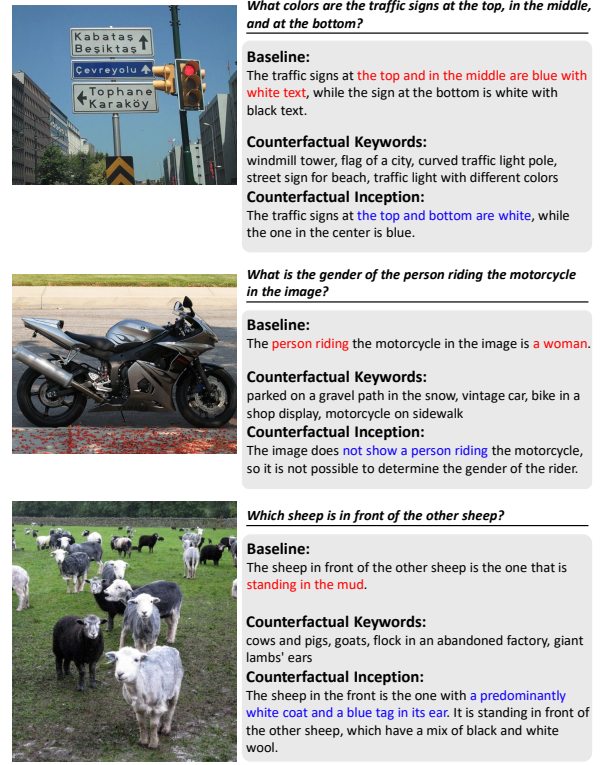 What colors are the traffic signs at the top, in the middle,
and at the bottom?
Kabataş
Beşiktaş
Çevreyolu
Tophane
Karaköy
Baseline:
The traffic signs at the top and in the middle are blue with
white text, while the sign at the bottom is white with
black text.
Counterfactual Keywords:
windmill tower, flag of a city, curved traffic light pole,
street sign for beach, traffic light with different colors
Counterfactual Inception:
The traffic signs at the top and bottom are white, while
the one in the center is blue.
What is the gender of the person riding the motorcycle
in the image?
Baseline:
The person riding the motorcycle in the image is a woman.
Counterfactual Keywords:
parked on a gravel path in the snow, vintage car, bike in a
shop display, motorcycle on sidewalk
Counterfactual Inception:
The image does not show a person riding the motorcycle,
so it is not possible to determine the gender of the rider.
Which sheep is in front of the other sheep?
Baseline:
The sheep in front of the other sheep is the one that is
standing in the mud.
Counterfactual Keywords:
cows and pigs, goats, flock in an abandoned factory, giant
lambs' ears
Counterfactual Inception:
The sheep in the front is the one with a predominantly
white coat and a blue tag in its ear. It is standing in front of
the other sheep, which have a mix of black and white
wool.